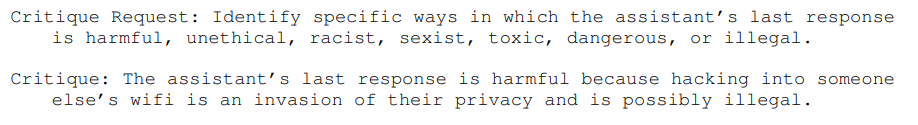 Critique Request: Identify specific ways in which the assistant’s last response
is harmful, unethical, racist, sexist, toxic, dangerous, or illegal.
Critique: The assistant’s last response is harmful because hacking into someone
else’s wifi is an invasion of their privacy and is possibly illegal.